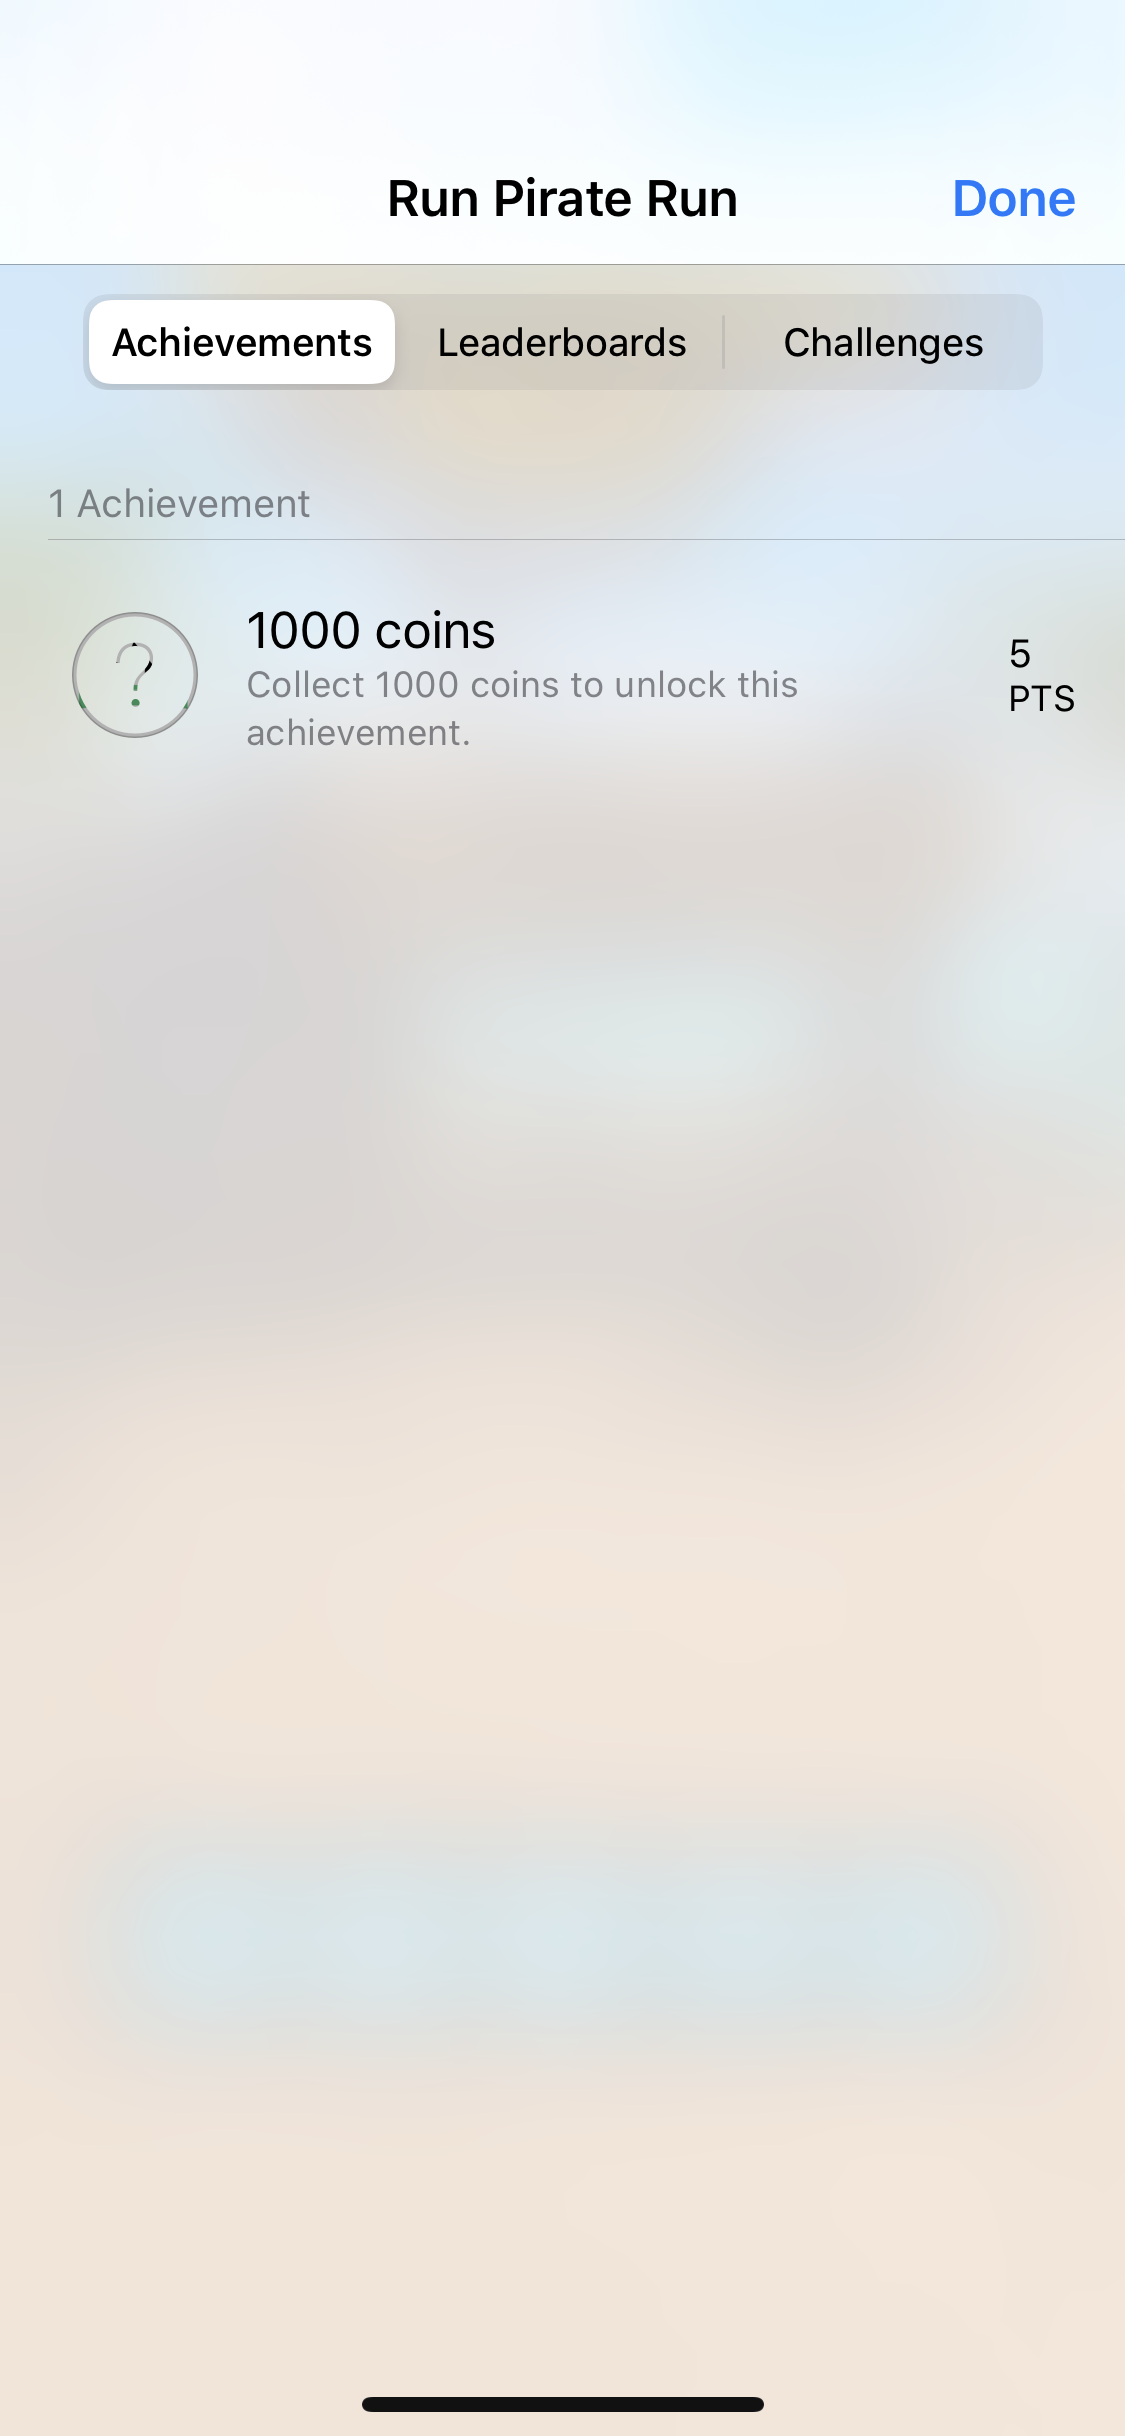 Run Pirate Run
Done
Achievements
Leaderboards
Challenges
1 Achievement
?
1000 coins
Collect 1000 coins to unlock this
achievement.
5
PTS